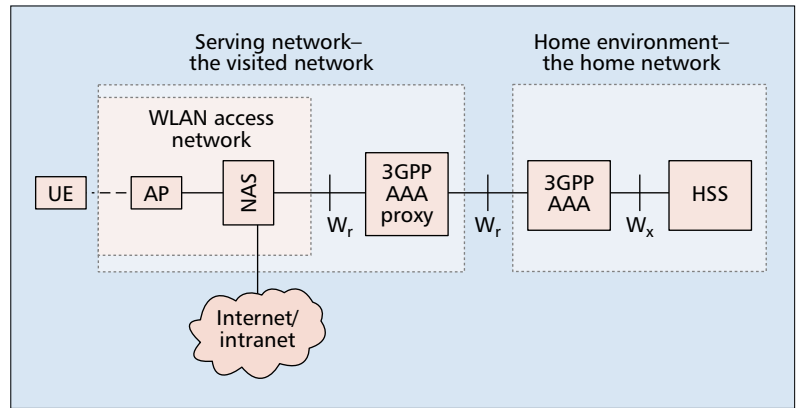 Serving network–
the visited network
Home environment–
the home network
WLAN access
network
UE
AP
NAS
Wr
3GPP
AAA
proxy
Wr
3GPP
AAA
Wx
HSS
Internet/
intranet